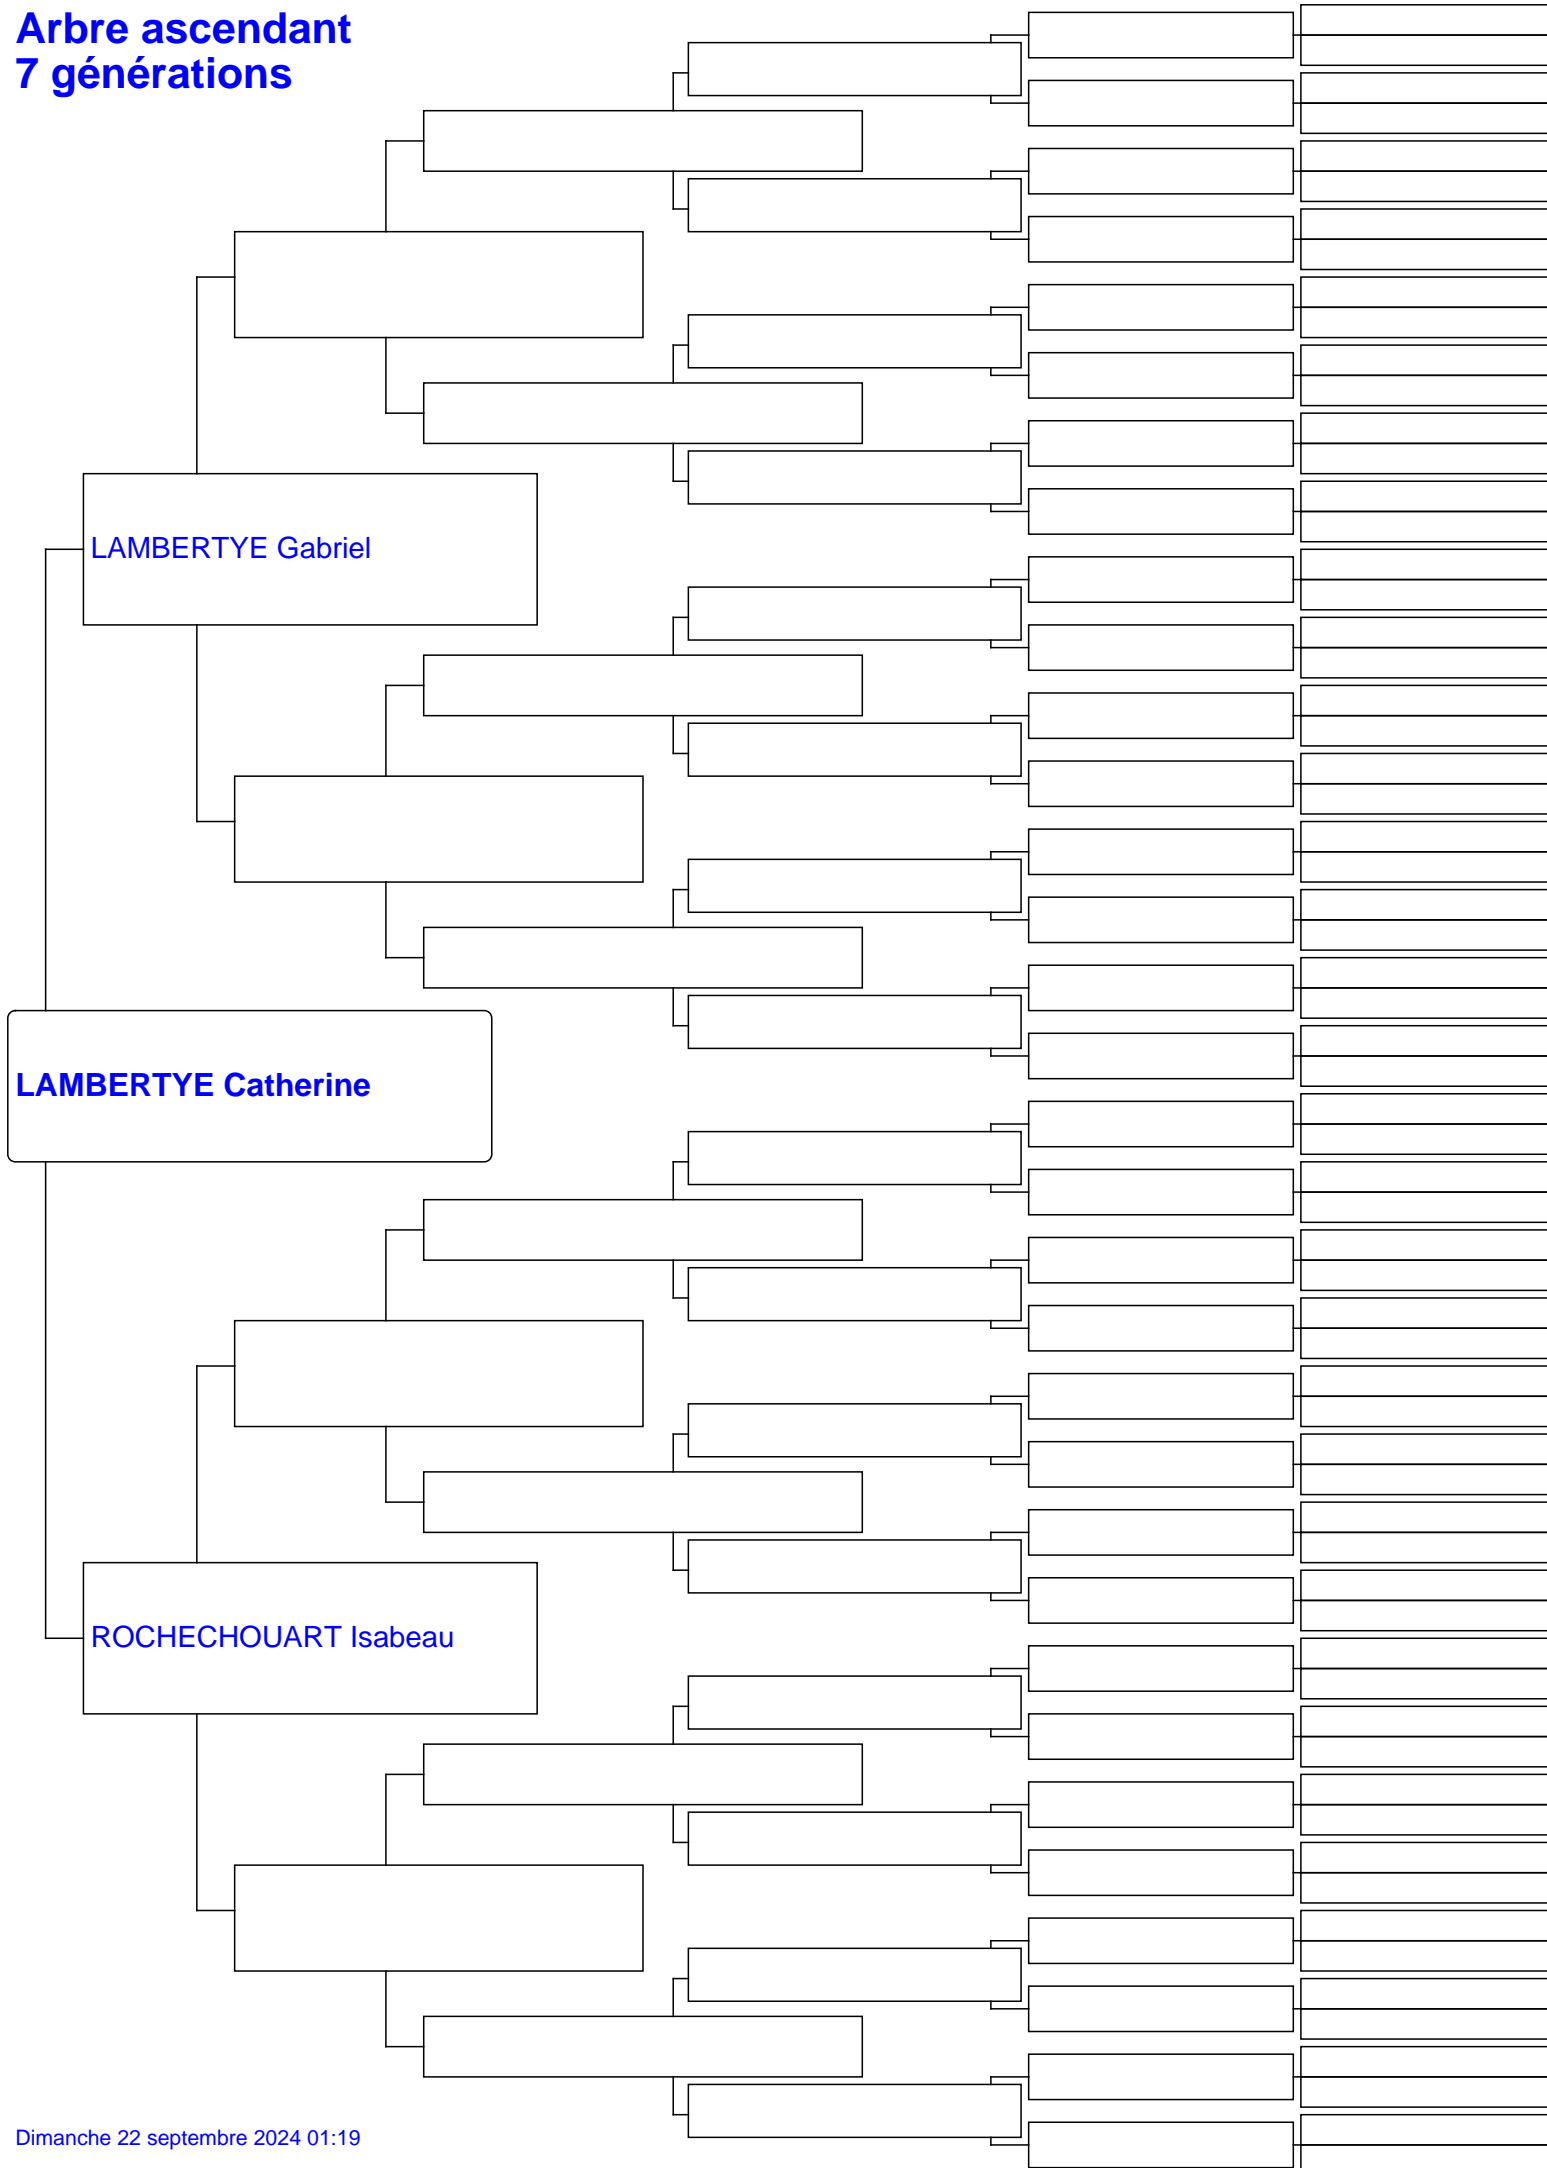 Arbre ascendant
7 générations
LAMBERTYE Gabriel
LAMBERTYE Catherine
ROCHECHOUART Isabeau
Dimanche 22 septembre 2024 01:19